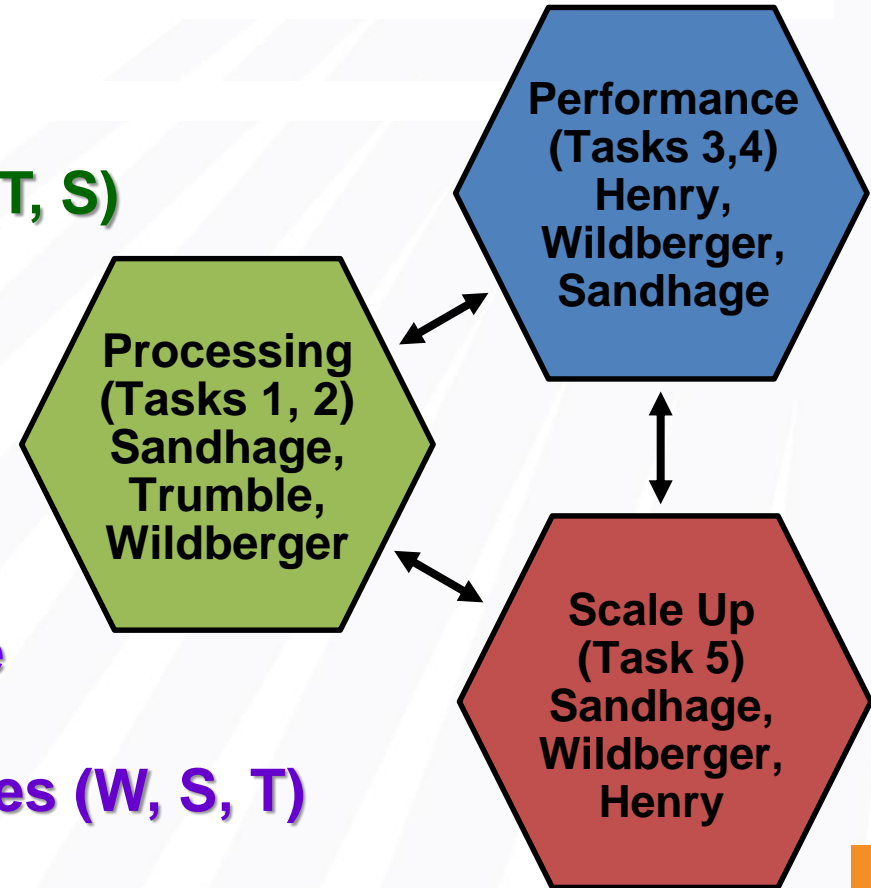 T, S)
Performance
(Tasks 3,4)
Henry,
Wildberger,
Sandhage
Processing
(Tasks 1, 2)
Sandhage,
Trumble,
Wildberger
Scale Up
(Task 5)
Sandhage,
Wildberger,
Henry
es (W, S, T)